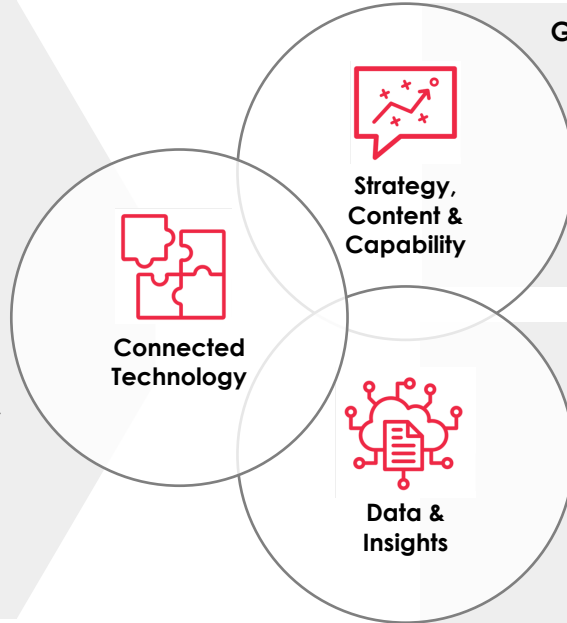 G
Strategy,
Content &
Capability
Connected
Technology
Data &
Insights